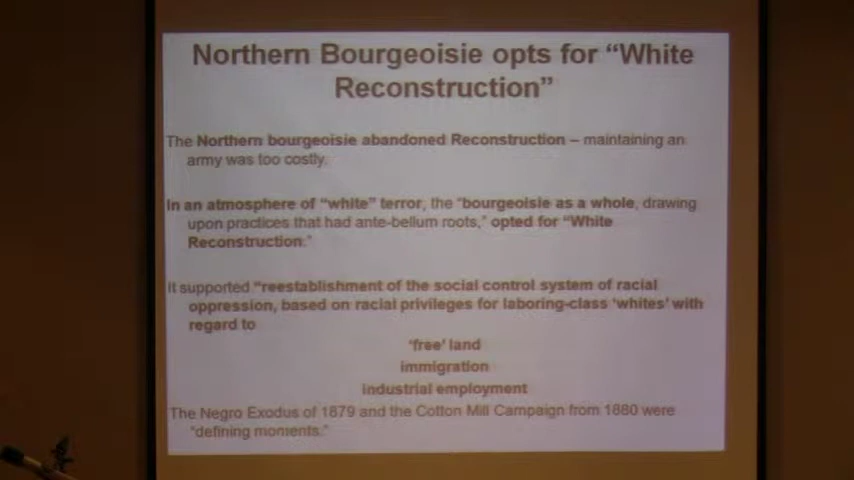 Northern Bourgeoisie opts for “White
Reconstruction”
The Northern bourgeoisie abandoned Reconstruction – maintaining an
army was too costly.
In an atmosphere of “white” terror, the “bourgeoisie as a whole, drawing
upon practices that had ante-bellum roots,” opted for “White
Reconstruction.”
It supported “reestablishment of the social control system of racial
oppression, based on racial privileges for laboring-class ‘whites’ with
regard to
‘free’ land
immigration
industrial employment
The Negro Exodus of 1879 and the Cotton Mill Campaign from 1880 were
“defining moments.”